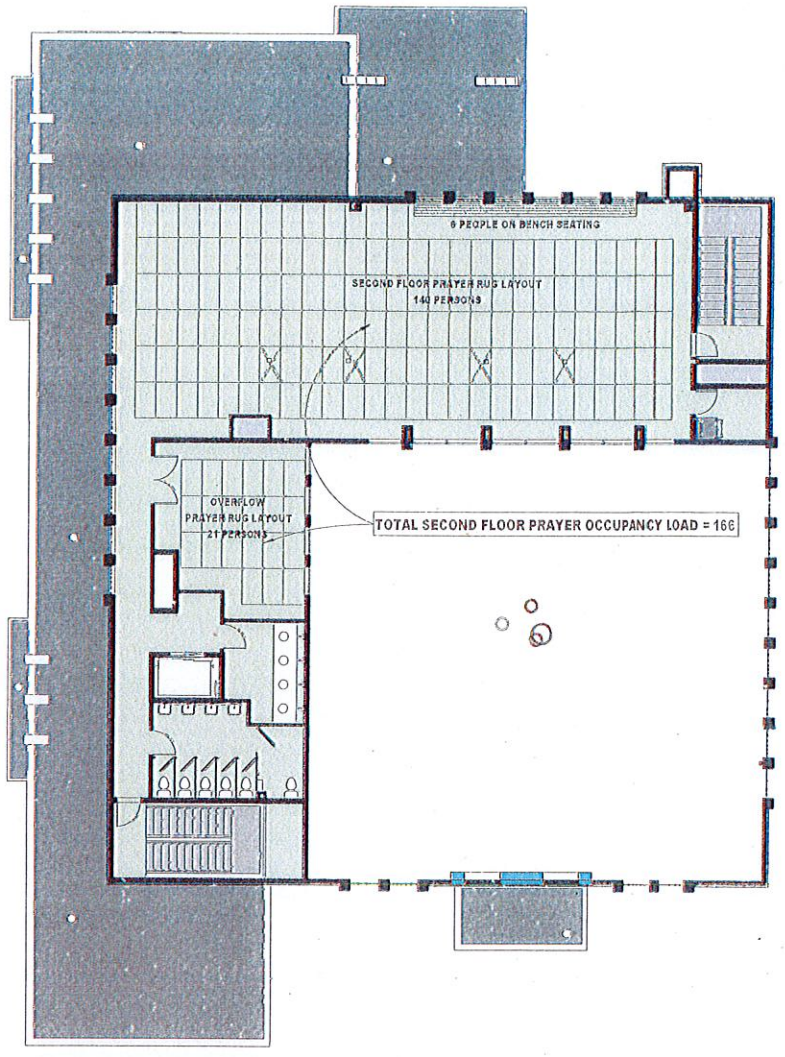 6 PEOPLE ON BENCH SEATING
SECOND FLOOR PRAYER RUG LAYOUT
140 PERSONS
OVERFLOW
PRAYER RUG LAYOUT
21 PERSONS
TOTAL SECOND FLOOR PRAYER OCCUPANCY LOAD = 166